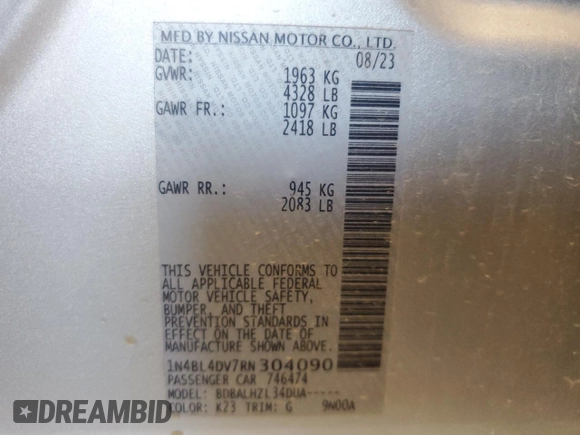 MFD BY NISSAN MOTOR CO., LTD.
DATE: 08/23
GVWR: 1963 KG
4328 LB
GAWR FR.: 1097 KG
2418 LB
GAWR RR.: 945 KG
2083 LB
THIS VEHICLE CONFORMS TO
ALL APPLICABLE FEDERAL
MOTOR VEHICLE SAFETY,
BUMPER, AND THEFT
PREVENTION STANDARDS IN
EFFECT ON THE DATE OF
MANUFACTURE SHOWN ABOVE.
1N4BL4DV7RN304090
PASSENGER CAR 746474
MODEL: BDBALHZL34DUA-----
COLOR: K23 TRIM: G 9N00A
DREAMBID
DREAMBID